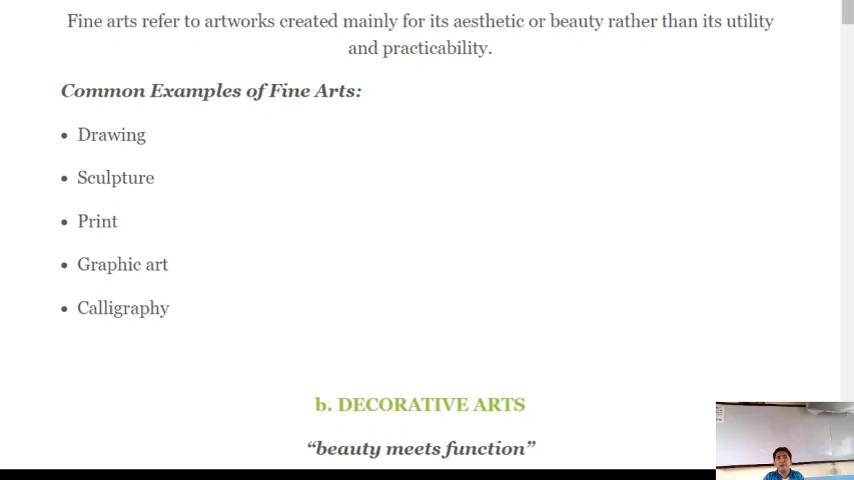 Fine arts refer to artworks created mainly for its aesthetic or beauty rather than its utility
and practicability.
Common Examples of Fine Arts:
• Drawing
• Sculpture
• Print
• Graphic art
• Calligraphy
b. DECORATIVE ARTS
“beauty meets function”